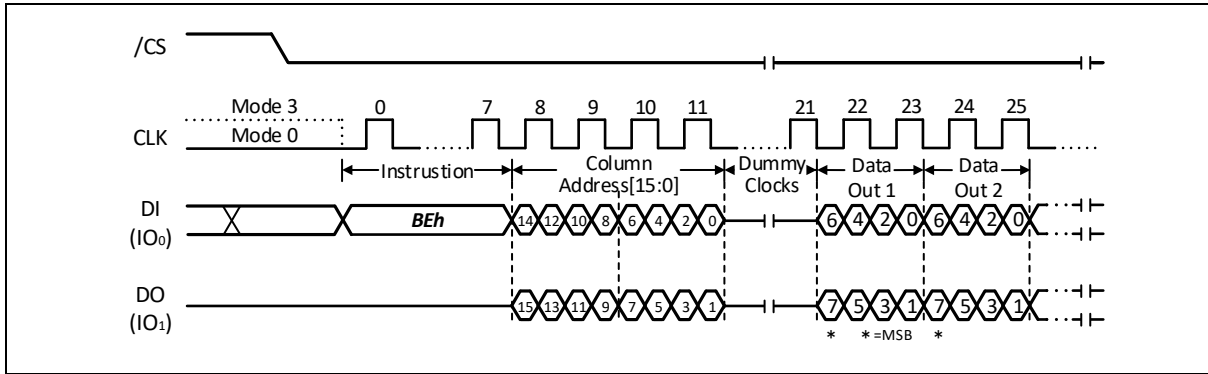 /CS
Mode 3 0 7 8 9 10 11 21 22 23 24 25
CLK Mode 0
Instrustion Column Dummy Data Data
Address[15:0] Clocks Out 1 Out 2
DI BEh 14 12 10 8 6 4 2 0 6 4 2 0 6 4 2 0
(IO0)
DO 15 13 11 9 7 5 3 1 7 5 3 1 7 5 3 1
(IO1)
* * =MSB *